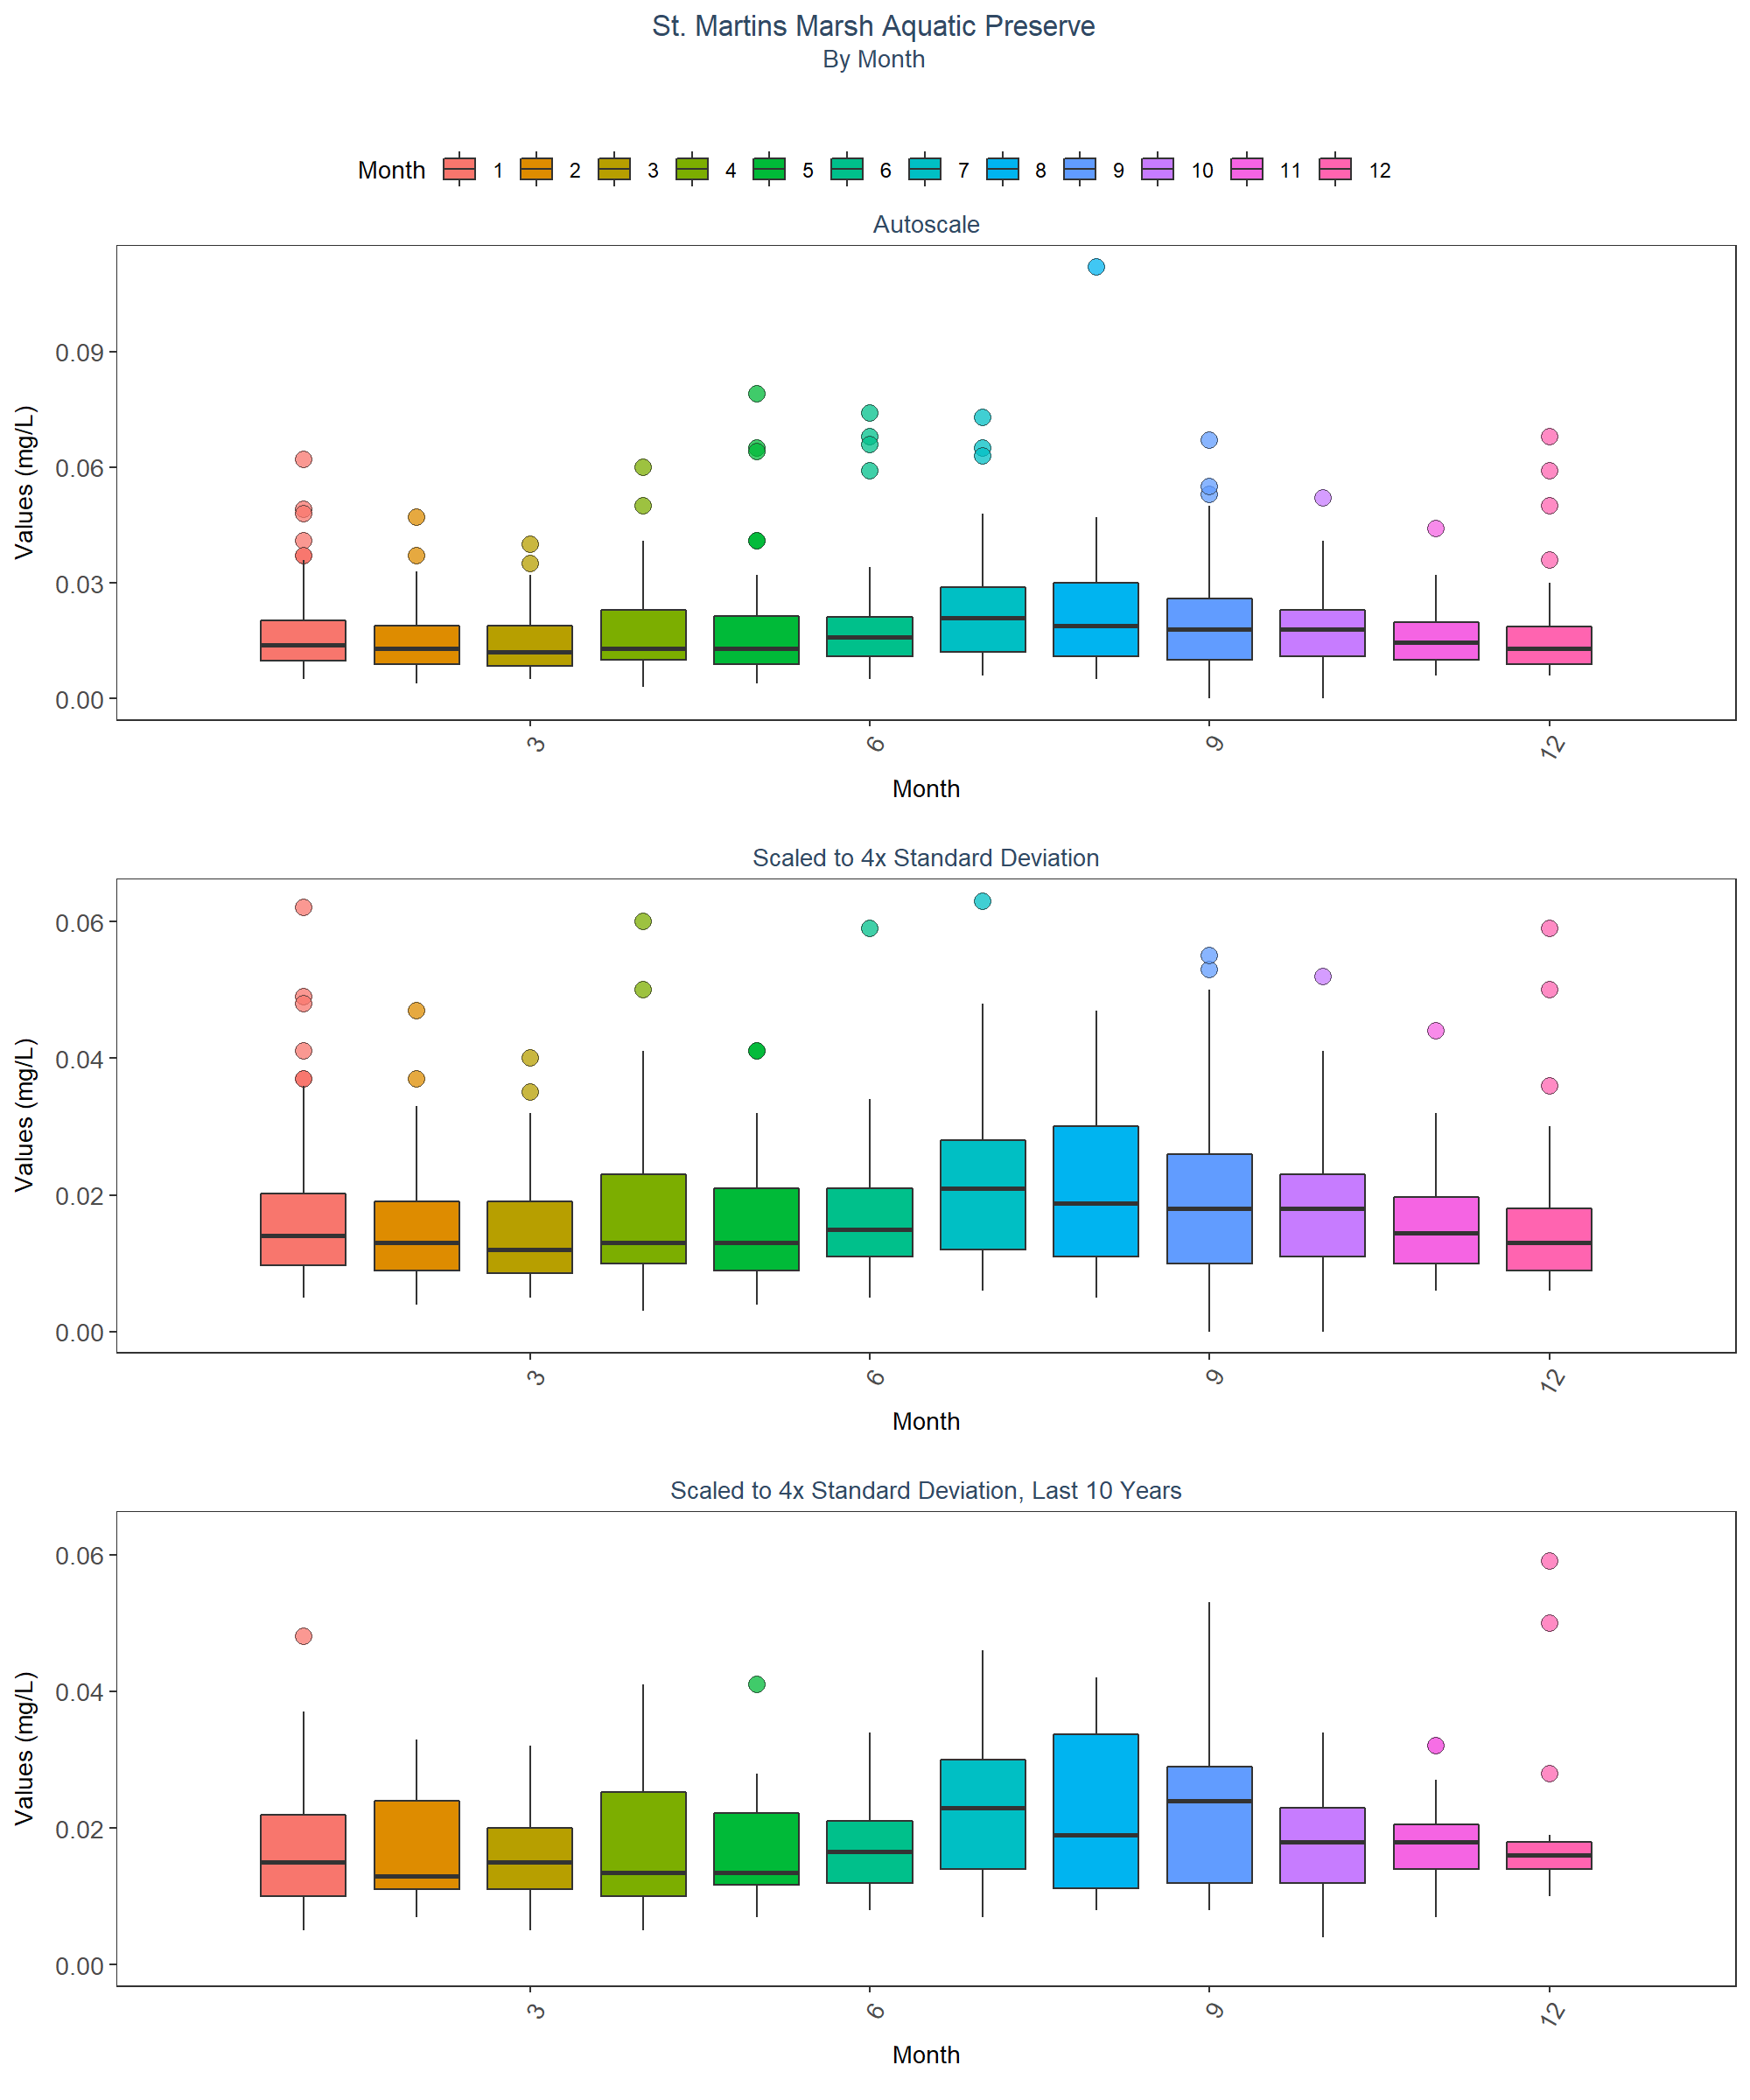 St. Martins Marsh Aquatic Preserve
By Month
Month 1 2 3 4 5 6 7 8 9 10 11 12
Autoscale
Values (mg/L)
0.09
0.06
0.03
0.00
3 6 9 12
Month
Scaled to 4x Standard Deviation
Values (mg/L)
0.06
0.04
0.02
0.00
3 6 9 12
Month
Scaled to 4x Standard Deviation, Last 10 Years
Values (mg/L)
0.06
0.04
0.02
0.00
3 6 9 12
Month